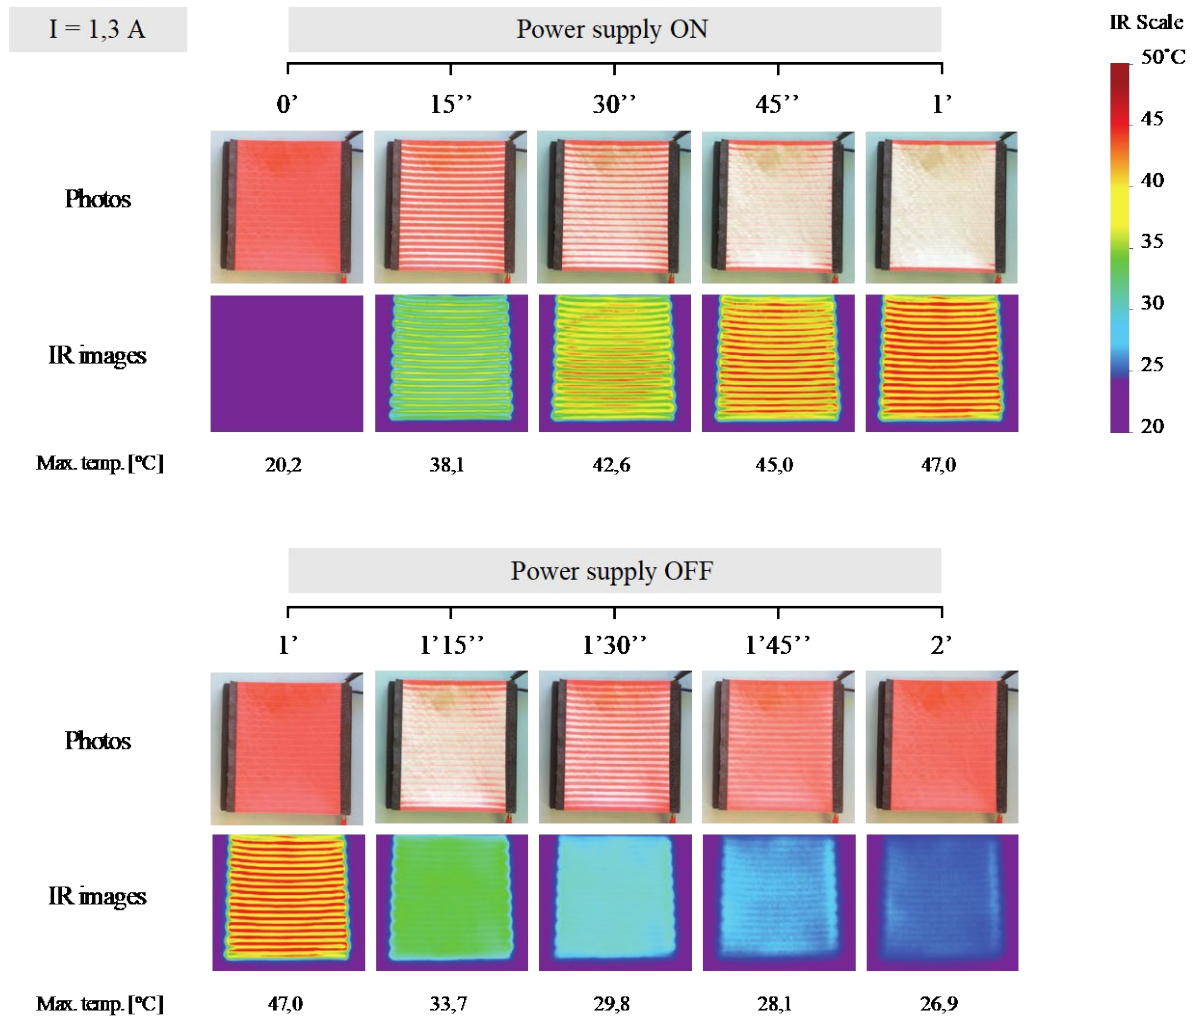 I = 1,3 A
Power supply ON
IR Scale
0’ 15’’ 30’’ 45’’ 1’
50°C
45
40
35
30
25
20
Photos
IR images
Max. temp. [ºC] 20,2 38,1 42,6 45,0 47,0
Power supply OFF
1’ 1’15’’ 1’30’’ 1’45’’ 2’
Photos
IR images
Max. temp. [ºC] 47,0 33,7 29,8 28,1 26,9